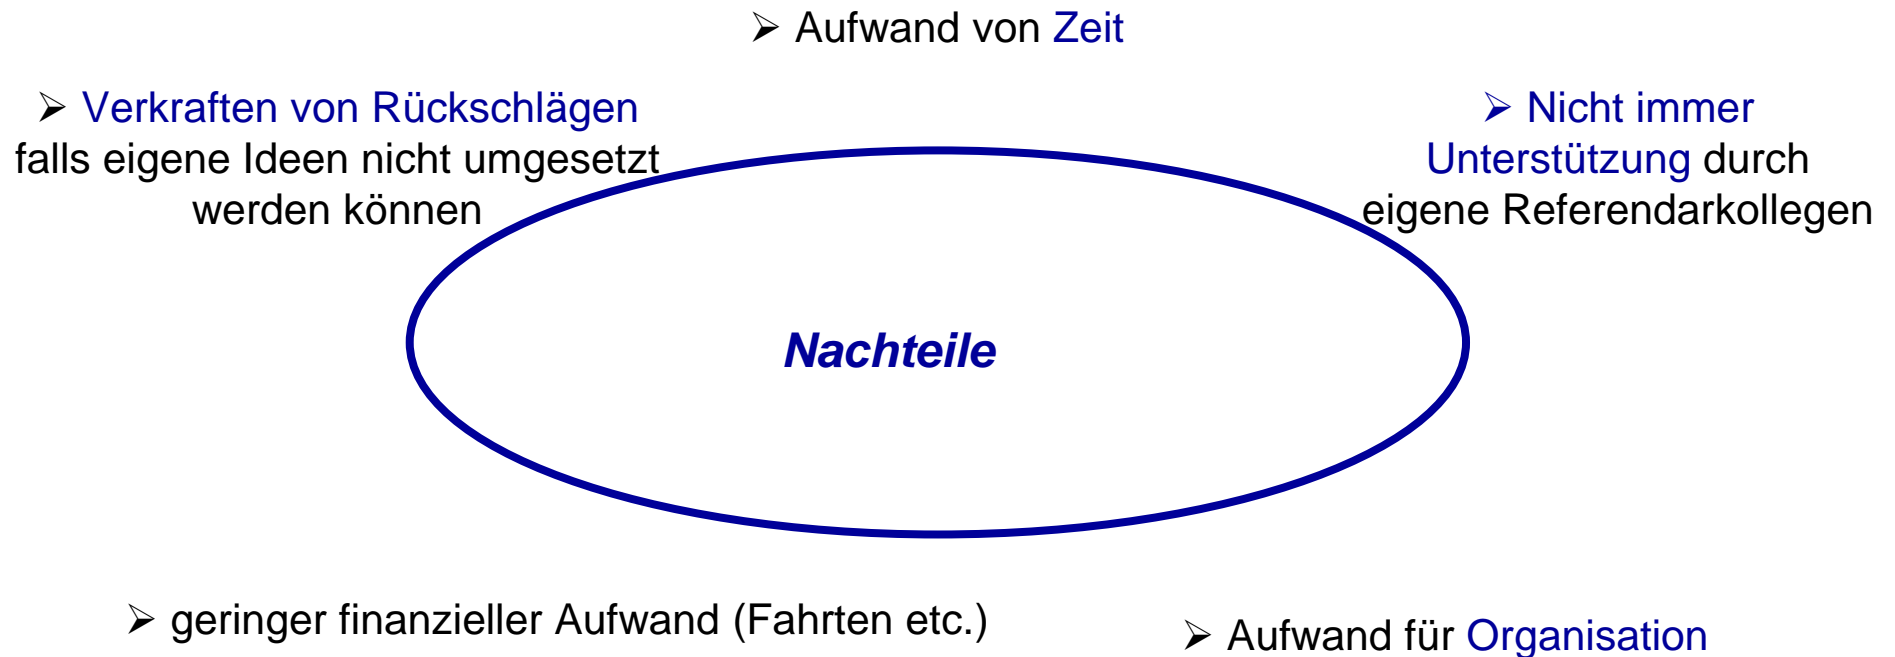 ➢ Aufwand von Zeit
➢ Verkraften von Rückschlägen
falls eigene Ideen nicht umgesetzt
werden können
➢ Nicht immer
Unterstützung durch
eigene Referendarkollegen
Nachteile
➢ geringer finanzieller Aufwand (Fahrten etc.)
➢ Aufwand für Organisation